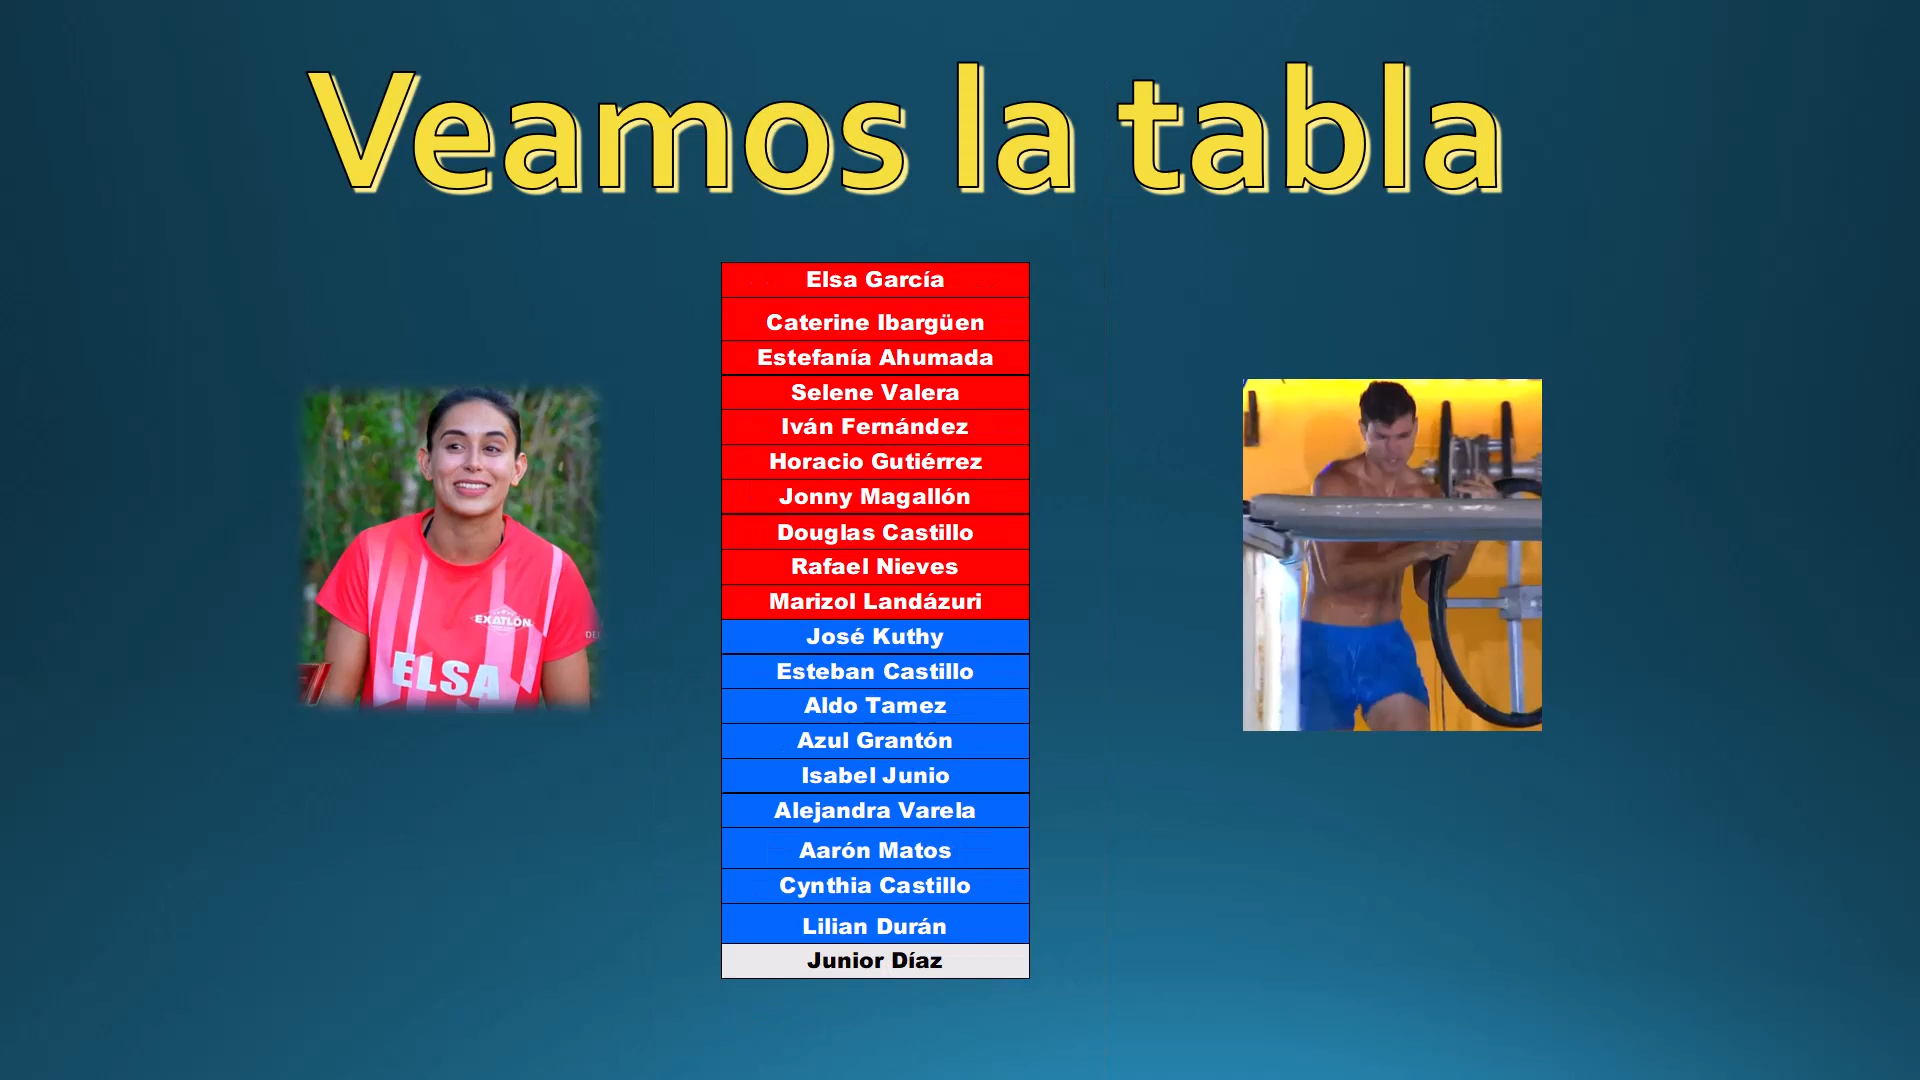 Veamos la tabla
Elsa García
Caterine Ibargüen
Estefanía Ahumada
Selene Valera
Iván Fernández
Horacio Gutiérrez
Jonny Magallón
Douglas Castillo
Rafael Nieves
Marizol Landázuri
José Kuthy
Esteban Castillo
Aldo Tamez
Azul Grantón
Isabel Junio
Alejandra Varela
Aarón Matos
Cynthia Castillo
Lilian Durán
Junior Díaz
EXATLÓN
ELSA